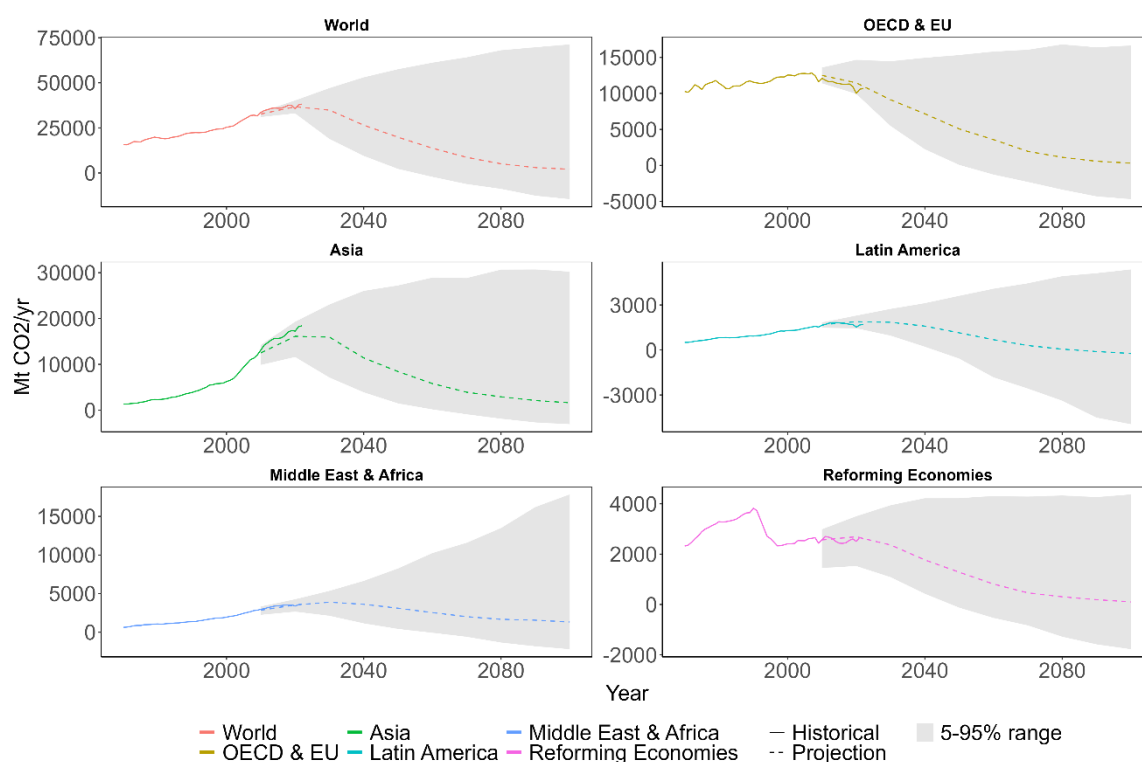 World
75000
50000
25000
0
2000 2040 2080
OECD & EU
15000
10000
5000
0
-5000
2000 2040 2080
Asia
30000
20000
10000
0
2000 2040 2080
Latin America
3000
0
-3000
2000 2040 2080
Middle East & Africa
15000
10000
5000
0
2000 2040 2080
Reforming Economies
4000
2000
0
-2000
2000 2040 2080
Mt CO2/yr
Year
World Asia Middle East & Africa Historical 5-95% range
OECD & EU Latin America Reforming Economies Projection